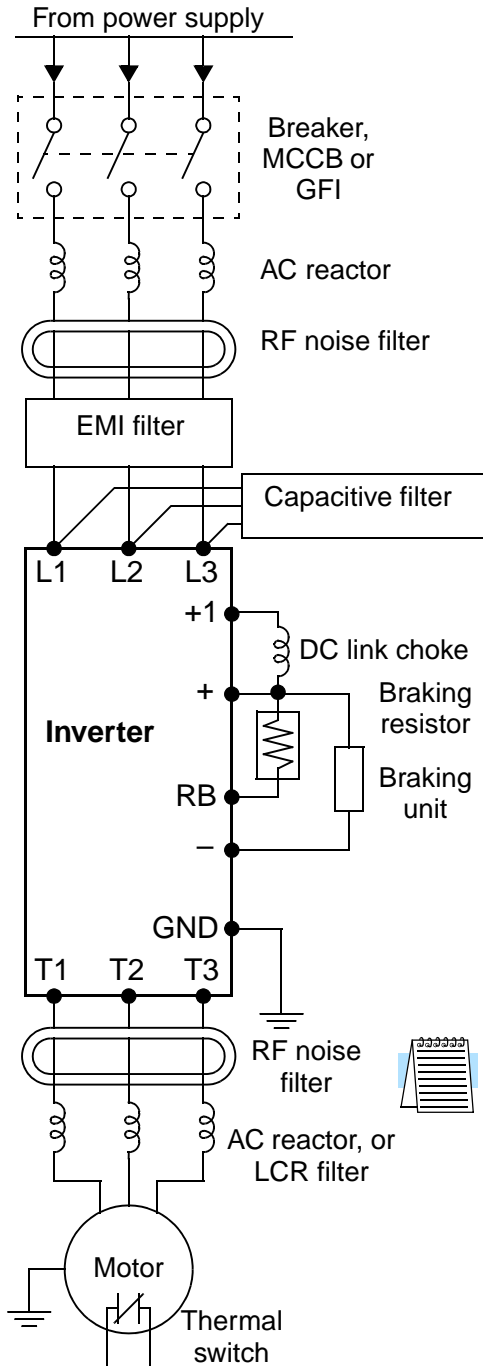 From power supply
Breaker,
MCCB or
GFI
AC reactor
RF noise filter
EMI filter
Capacitive filter
L1 L2 L3
+1
DC link choke
+
Braking
resistor
Inverter
RB
Braking
unit
–
GND
T1 T2 T3
RF noise
filter
AC reactor, or
LCR filter
Motor
Thermal
switch